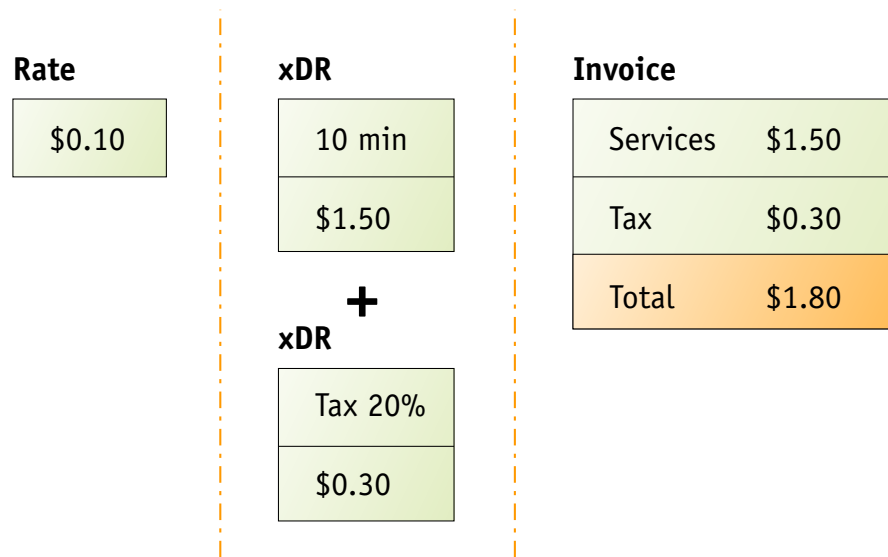 Rate
$0.10
xDR
10 min
$1.50
+
xDR
Tax 20%
$0.30
Invoice
Services $1.50
Tax $0.30
Total $1.80